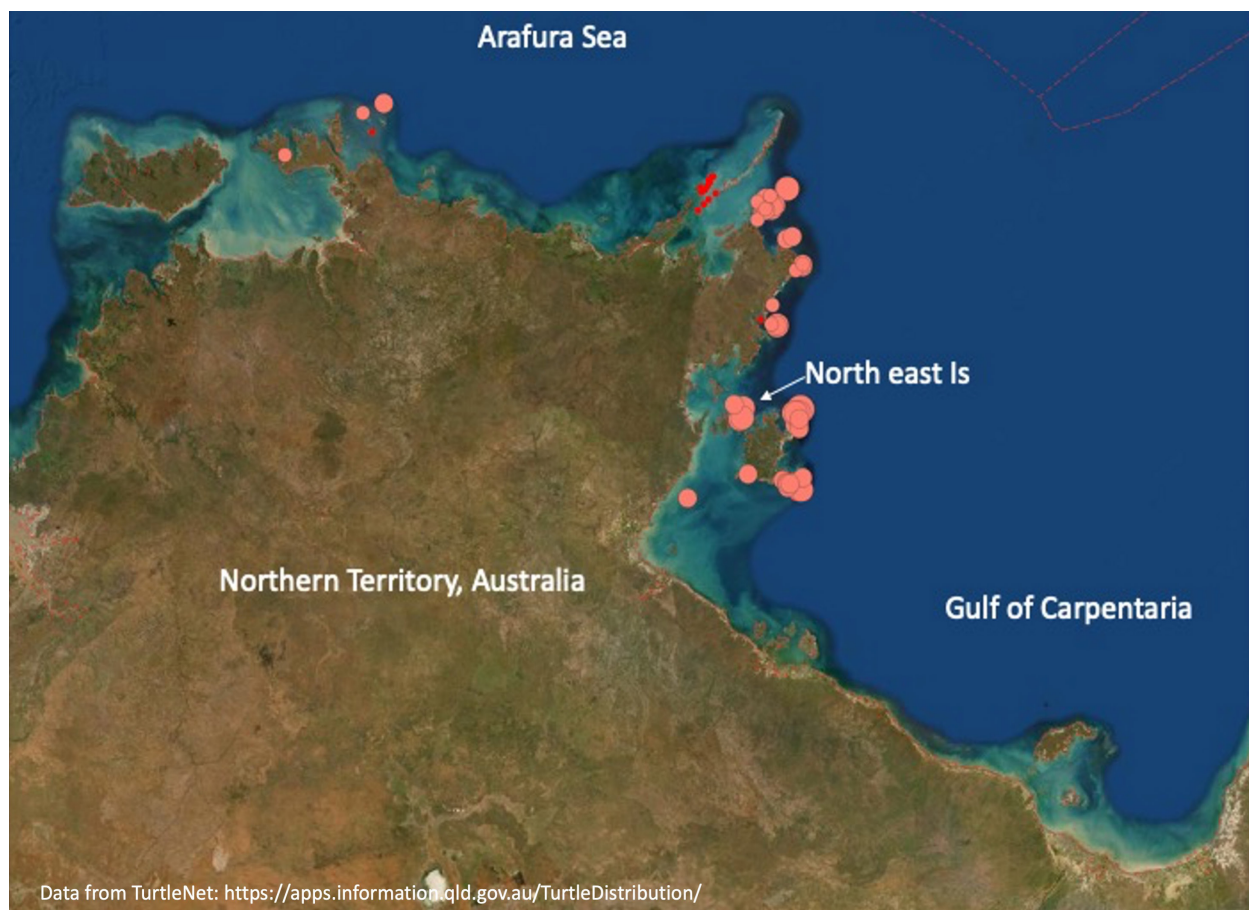 Arafura Sea
North east Is
Northern Territory, Australia
Gulf of Carpentaria
Data from TurtleNet: https://apps.information.qld.gov.au/TurtleDistribution/